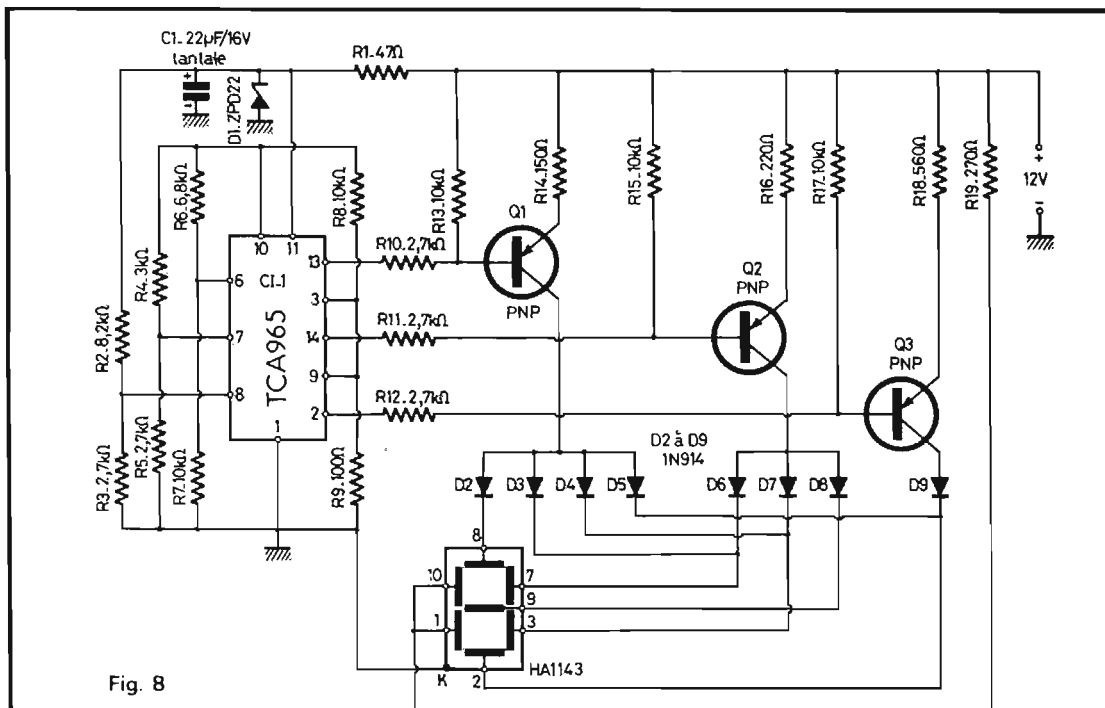 C1_22µF/16V
tantale
R1_47Ω
D1_ZPD22
R6_6,8kΩ
R8_10kΩ
R13_10kΩ
R14_150Ω
R15_10kΩ
R16_220Ω
R17_10kΩ
R18_560Ω
R19_270Ω
+
12V
-
Q1
PNP
Q2
PNP
Q3
PNP
R4_3kΩ
R2_8,2kΩ
R10_2,7kΩ
R11_2,7kΩ
R12_2,7kΩ
10
11
13
CI_1
6
3
7
14
TCA965
8
9
2
1
R3_2,7kΩ
R5_2,7kΩ
R7_10kΩ
R9_100Ω
D2 à D9
1N914
D2
D3
D4
D5
D6
D7
D8
D9
8
10
7
9
1
3
K
2
HA1143
Fig. 8